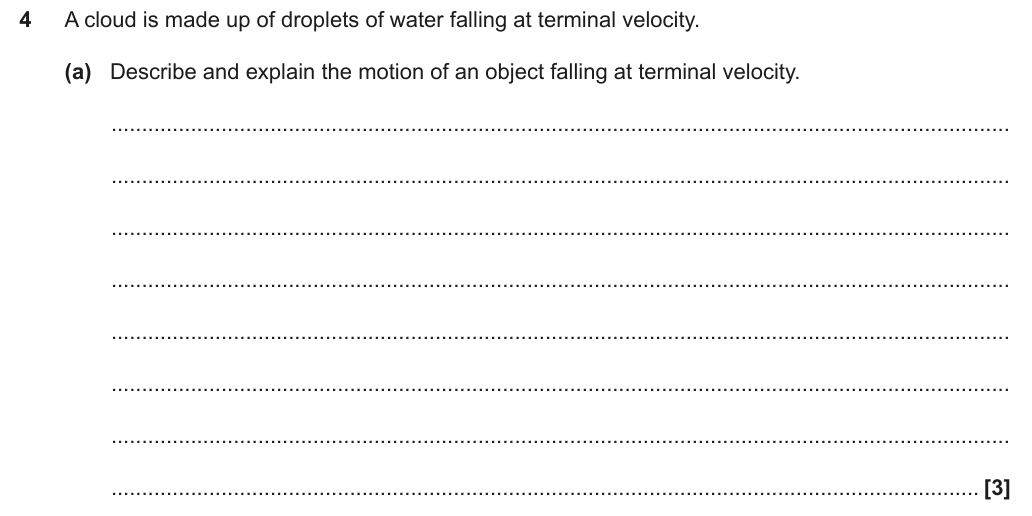 4 A cloud is made up of droplets of water falling at terminal velocity.
(a) Describe and explain the motion of an object falling at terminal velocity.
[3]